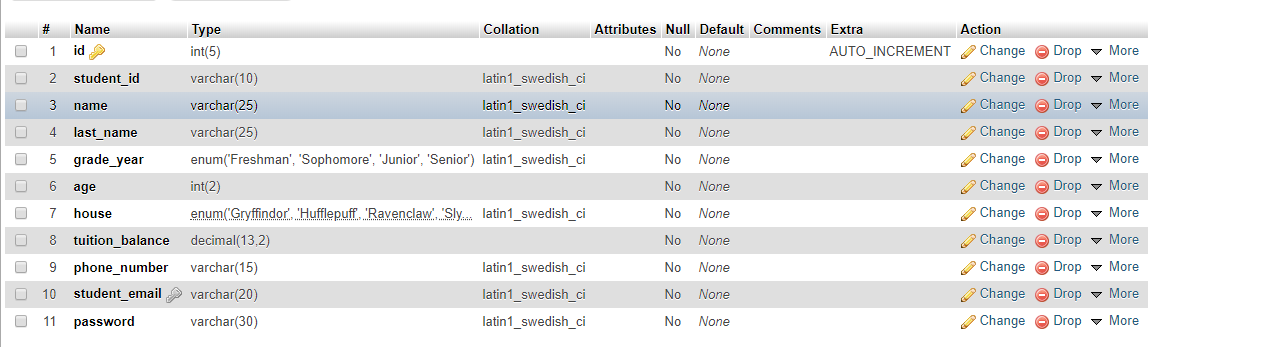 # Name Type Collation Attributes Null Default Comments Extra Action
1 id int(5) No None AUTO_INCREMENT Change Drop More
2 student_id varchar(10) latin1_swedish_ci No None Change Drop More
3 name varchar(25) latin1_swedish_ci No None Change Drop More
4 last_name varchar(25) latin1_swedish_ci No None Change Drop More
5 grade_year enum('Freshman', 'Sophomore', 'Junior', 'Senior') latin1_swedish_ci No None Change Drop More
6 age int(2) No None Change Drop More
7 house enum('Gryffindor', 'Hufflepuff', 'Ravenclaw', 'Sly... latin1_swedish_ci No None Change Drop More
8 tuition_balance decimal(13,2) No None Change Drop More
9 phone_number varchar(15) latin1_swedish_ci No None Change Drop More
10 student_email varchar(20) latin1_swedish_ci No None Change Drop More
11 password varchar(30) latin1_swedish_ci No None Change Drop More